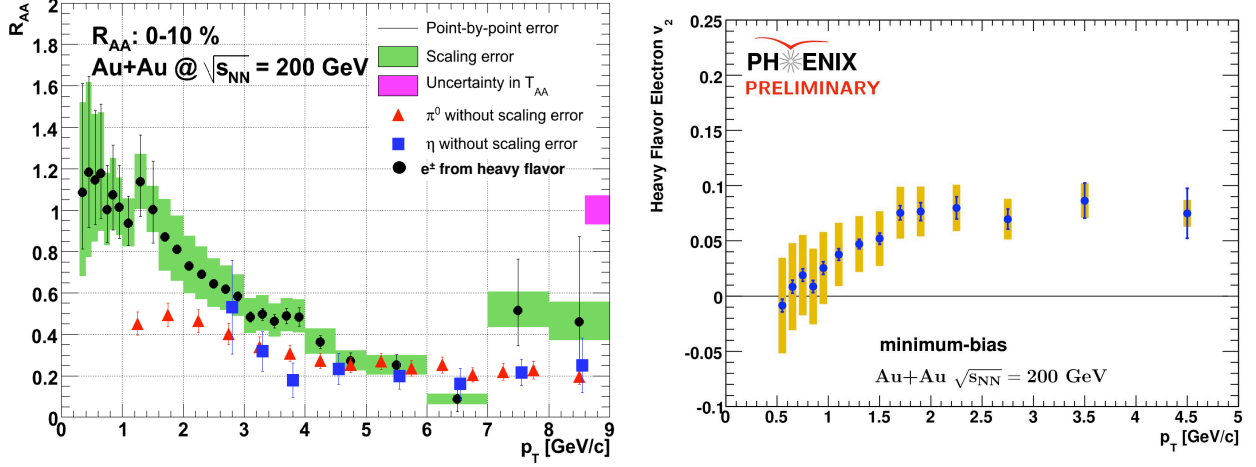 R_AA
2
1.8
1.6
1.4
1.2
1
0.8
0.6
0.4
0.2
0
R_AA: 0-10 %
Au+Au @ √s_NN = 200 GeV
Point-by-point error
Scaling error
Uncertainty in T_AA
π⁰ without scaling error
η without scaling error
e± from heavy flavor
0 1 2 3 4 5 6 7 8 9
p_T [GeV/c]
Heavy Flavor Electron v₂
0.25
0.2
0.15
0.1
0.05
0
-0.05
-0.1
PHENIX
PRELIMINARY
minimum-bias
Au+Au √s_NN = 200 GeV
0 0.5 1 1.5 2 2.5 3 3.5 4 4.5 5
p_T [GeV/c]